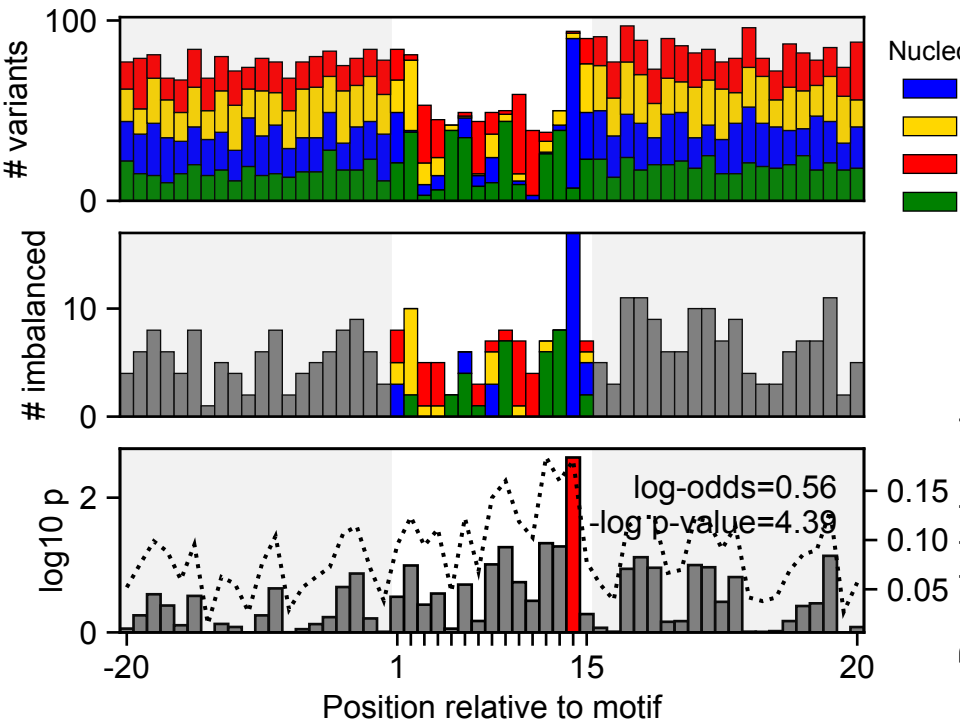 # variants
100
0
Nucleo
# imbalanced
10
0
log10 p
2
0
log-odds=0.56
-log p-value=4.39
0.15
0.10
0.05
-20
1
15
20
Position relative to motif